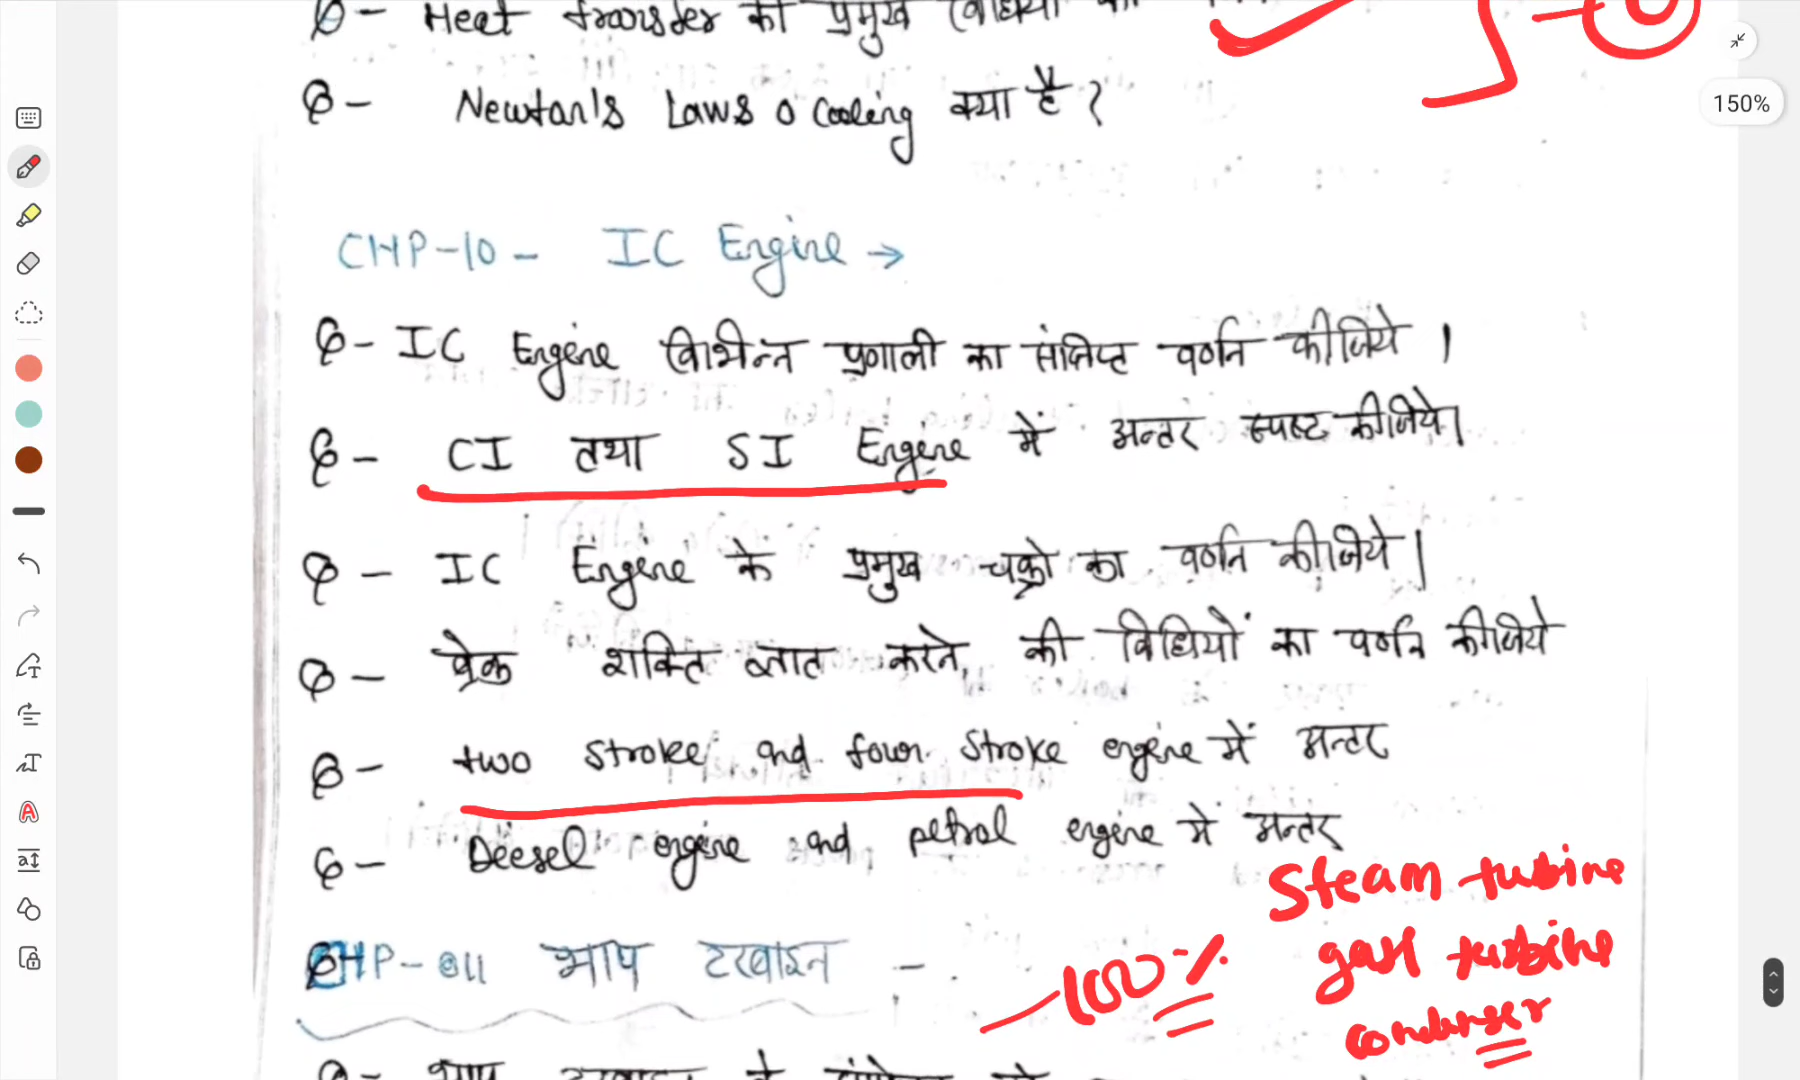 Q- Heat transfer की प्रमुख विधियों
Q- Newton's Laws o Cooling क्या है ?
150%
CHP-10- IC Engine →
Q- IC Engine विभिन्न प्रणाली का संक्षिप्त वर्णन कीजिये ।
Q- CI तथा SI Engine में अन्तर स्पष्ट कीजिये।
Q- IC Engine के प्रमुख चक्रो का वर्णन कीजिये |
Q- ब्रेक शक्ति ज्ञात करने, की विधियों का वर्णन कीजिये
Q- two stroke and four stroke engine में अन्तर
Q- Deesel engine and petrol engine में अन्तर
CHP-011 भाप टरबाइन -
100%
Steam turbine
gas turbine
condenser
Q- भाप